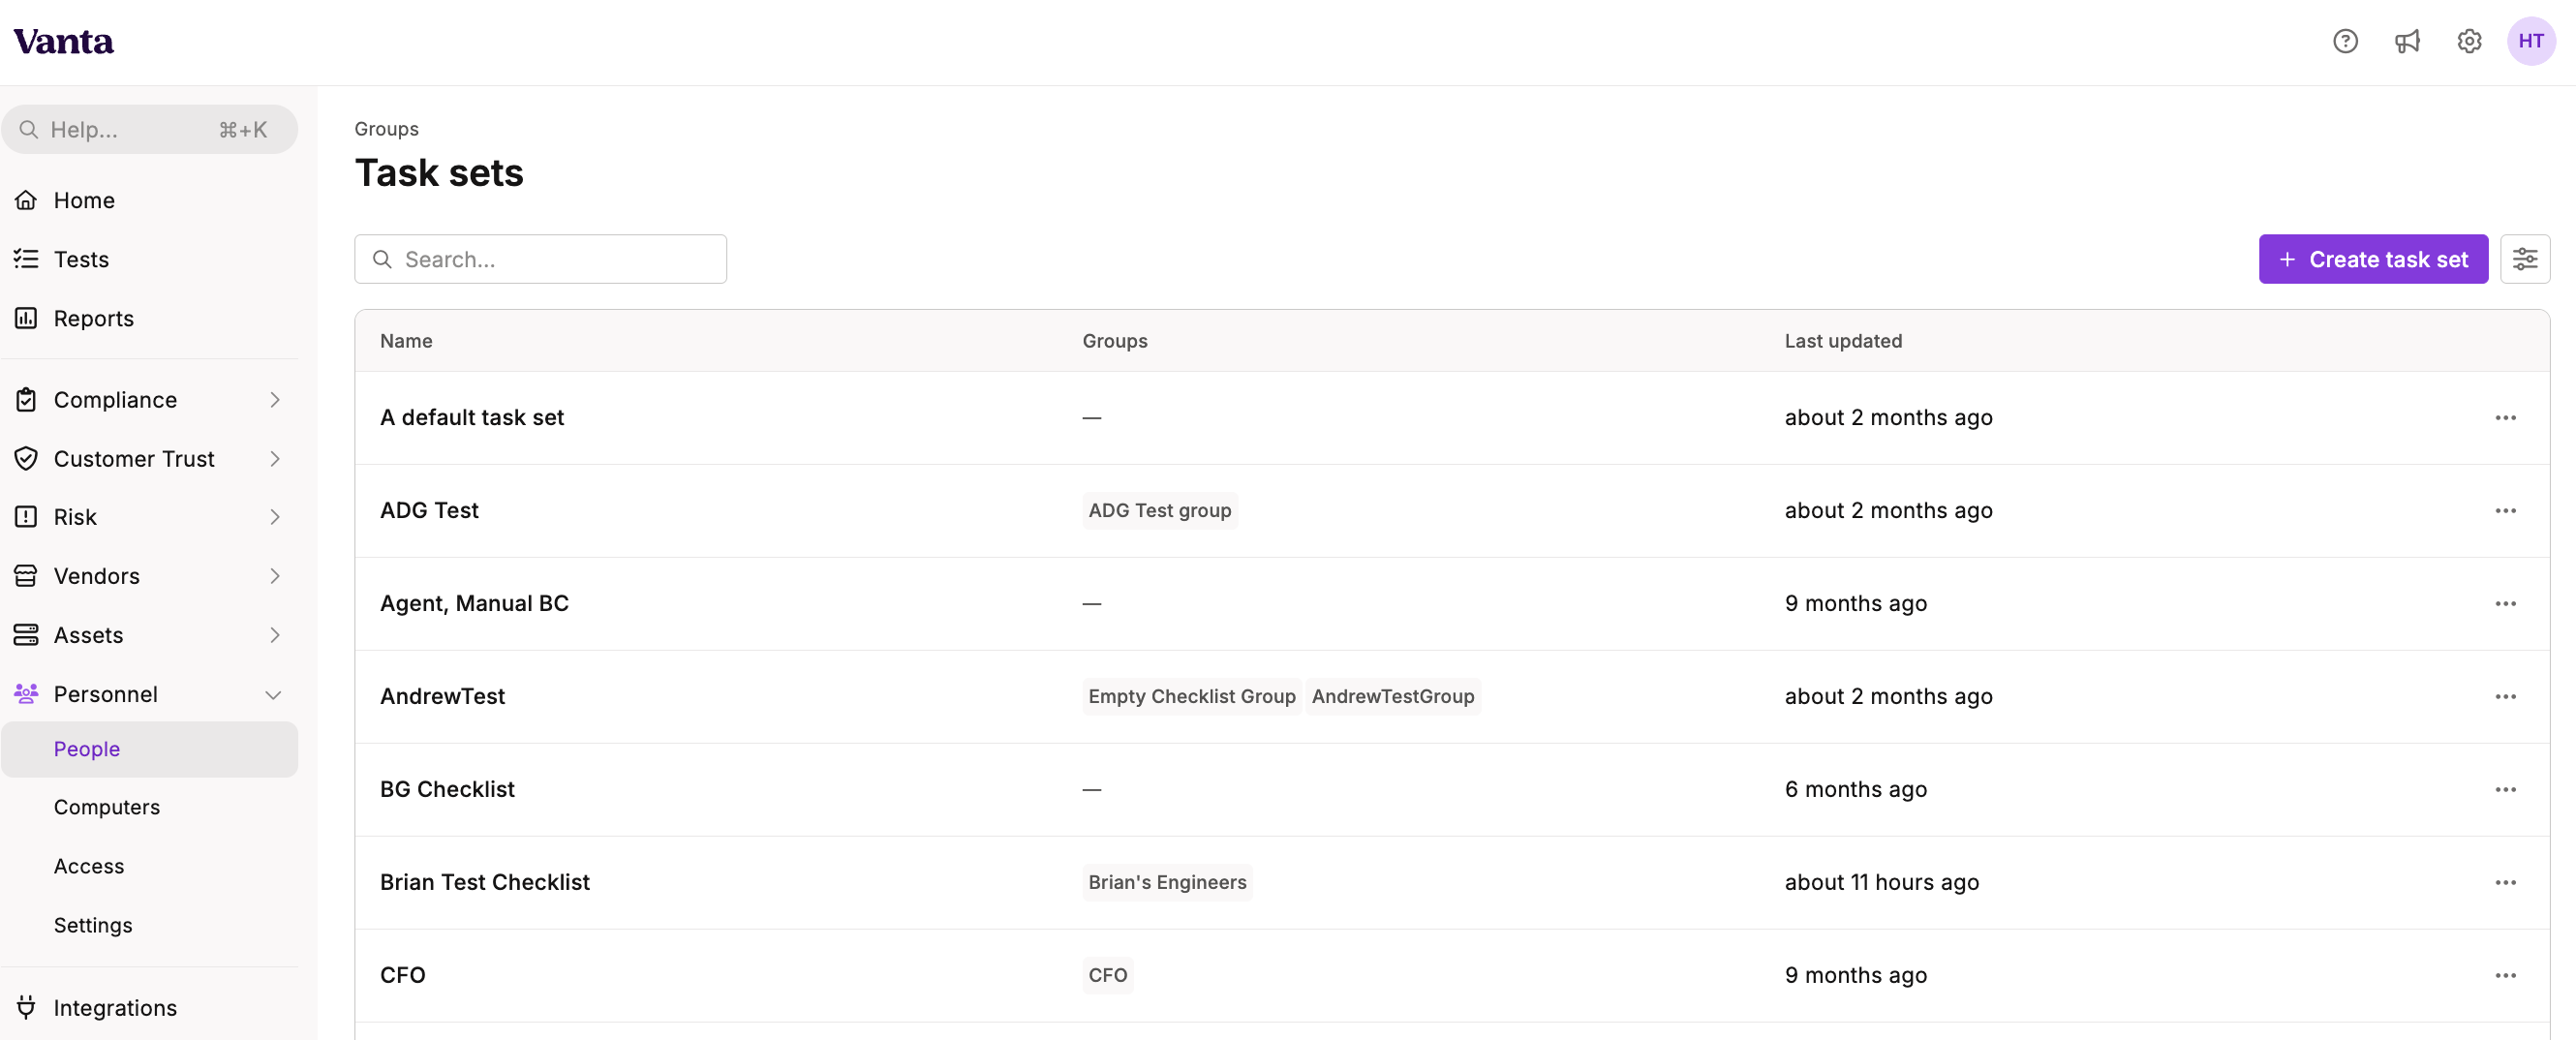 Vanta
HT
Help... ⌘+K
Home
Tests
Reports
Compliance
Customer Trust
Risk
Vendors
Assets
Personnel
People
Computers
Access
Settings
Integrations
Groups
Task sets
Search...
+ Create task set
Name Groups Last updated
A default task set — about 2 months ago
ADG Test ADG Test group about 2 months ago
Agent, Manual BC — 9 months ago
AndrewTest Empty Checklist Group AndrewTestGroup about 2 months ago
BG Checklist — 6 months ago
Brian Test Checklist Brian's Engineers about 11 hours ago
CFO CFO 9 months ago